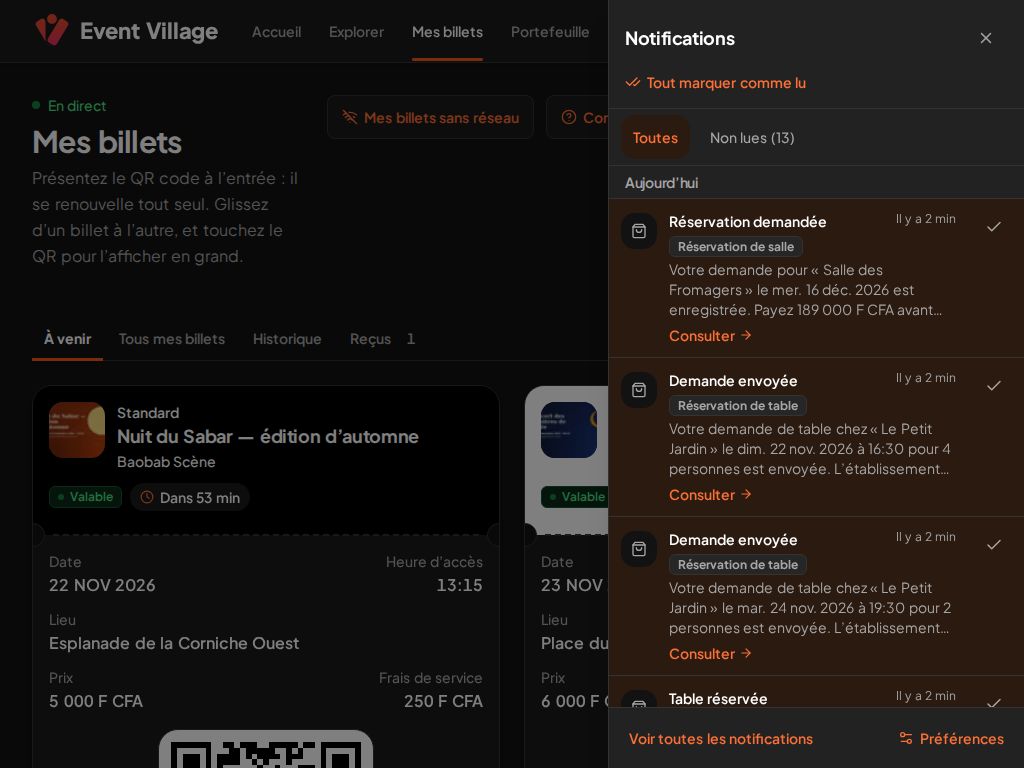 Event Village
Accueil
Explorer
Mes billets
Portefeuille
En direct
Mes billets
Présentez le QR code à l'entrée : il
se renouvelle tout seul. Glissez
d'un billet à l'autre, et touchez le
QR pour l'afficher en grand.
Mes billets sans réseau
À venir
Tous mes billets
Historique
Reçus 1
Standard
Nuit du Sabar — édition d'automne
Baobab Scène
Valable
Dans 53 min
Date
Heure d'accès
22 NOV 2026
13:15
Lieu
Esplanade de la Corniche Ouest
Prix
Frais de service
5 000 F CFA
250 F CFA
Valable
Date
23 NOV
Lieu
Place du
Prix
6 000 F
Notifications
Tout marquer comme lu
Toutes
Non lues (13)
Aujourd'hui
Réservation demandée
Il y a 2 min
Réservation de salle
Votre demande pour « Salle des
Fromagers » le mer. 16 déc. 2026 est
enregistrée. Payez 189 000 F CFA avant…
Consulter
Demande envoyée
Il y a 2 min
Réservation de table
Votre demande de table chez « Le Petit
Jardin » le dim. 22 nov. 2026 à 16:30 pour 4
personnes est envoyée. L'établissement…
Consulter
Demande envoyée
Il y a 2 min
Réservation de table
Votre demande de table chez « Le Petit
Jardin » le mar. 24 nov. 2026 à 19:30 pour 2
personnes est envoyée. L'établissement…
Consulter
Table réservée
Il y a 2 min
Voir toutes les notifications
Préférences